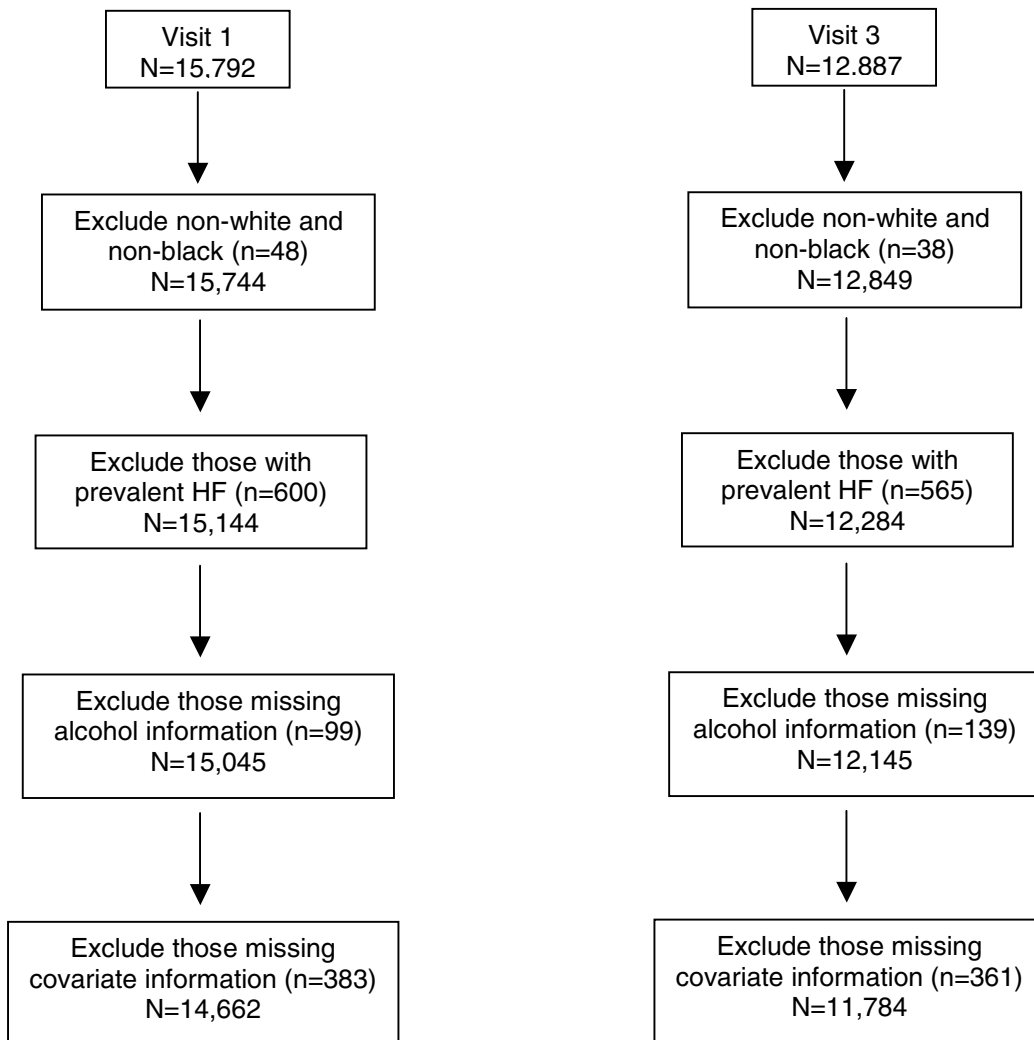 Visit 1
N=15,792
Exclude non-white and
non-black (n=48)
N=15,744
Exclude those with
prevalent HF (n=600)
N=15,144
Exclude those missing
alcohol information (n=99)
N=15,045
Exclude those missing
covariate information (n=383)
N=14,662
Visit 3
N=12,887
Exclude non-white and
non-black (n=38)
N=12,849
Exclude those with
prevalent HF (n=565)
N=12,284
Exclude those missing
alcohol information (n=139)
N=12,145
Exclude those missing
covariate information (n=361)
N=11,784